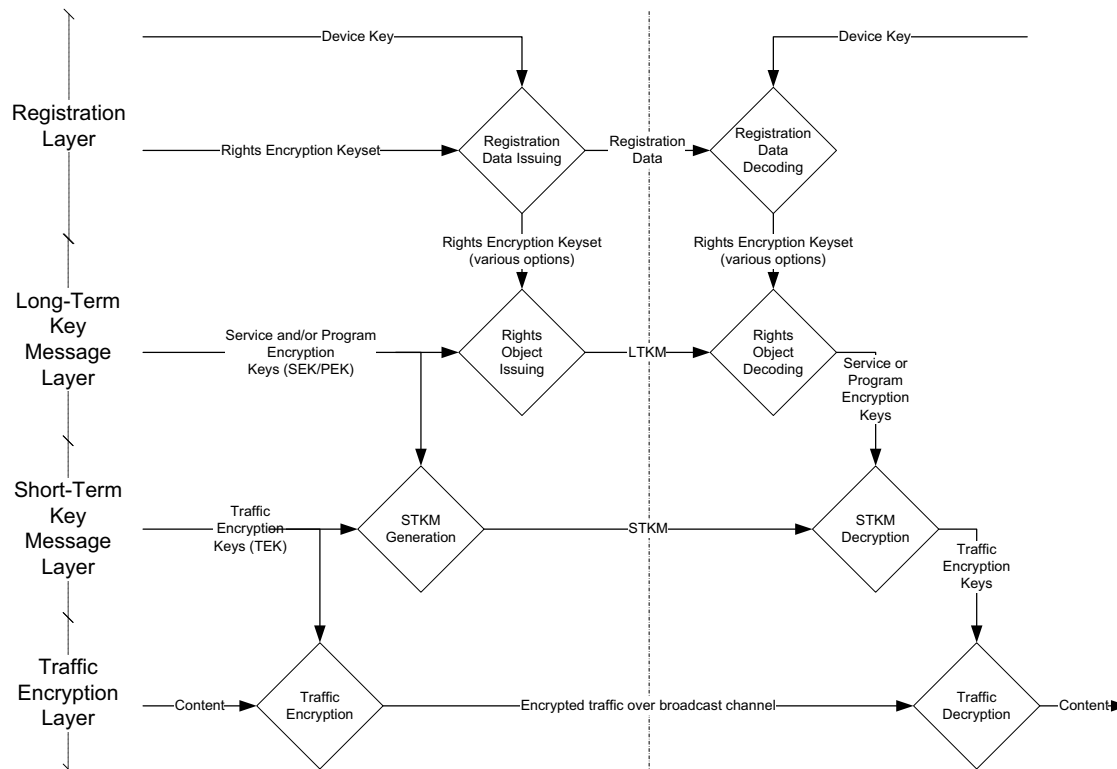 Device Key
Device Key
Registration
Layer
Rights Encryption Keyset
Registration
Data Issuing
Registration
Data
Registration
Data
Decoding
Rights Encryption Keyset
(various options)
Rights Encryption Keyset
(various options)
Long-Term
Key
Message
Layer
Service and/or Program
Encryption
Keys (SEK/PEK)
Rights
Object
Issuing
LTKM
Rights
Object
Decoding
Service or
Program
Encryption
Keys
Short-Term
Key
Message
Layer
Traffic
Encryption
Keys (TEK)
STKM
Generation
STKM
STKM
Decryption
Traffic
Encryption
Keys
Traffic
Encryption
Layer
Content
Traffic
Encryption
Encrypted traffic over broadcast channel
Traffic
Decryption
Content